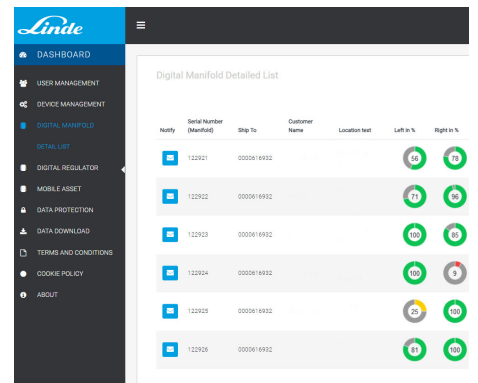 Linde
DASHBOARD
USER MANAGEMENT
DEVICE MANAGEMENT
DIGITAL MANIFOLD
DETAIL LIST
DIGITAL REGULATOR
MOBILE ASSET
DATA PROTECTION
DATA DOWNLOAD
TERMS AND CONDITIONS
COOKIE POLICY
ABOUT
Digital Manifold Detailed List
Notify Serial Number (Manifold) Ship To Customer Name Location text Left in % Right in %
122921 0000616932 56 78
122922 0000616932 71 96
122923 0000616932 100 85
122924 0000616932 100 9
122925 0000616932 25 100
122926 0000616932 81 100